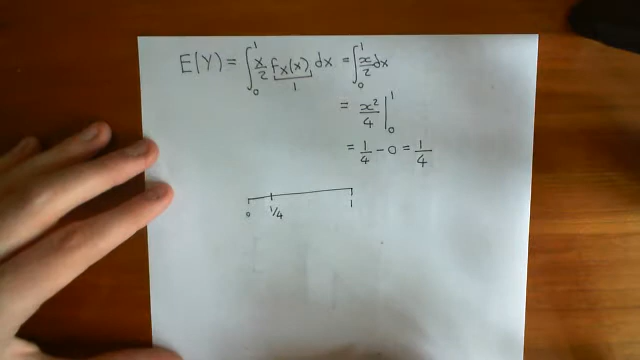 E(Y) = ∫₀¹ x/2 f_X(x) dx = ∫₀¹ x/2 dx
1
= x²/4 |₀¹
= 1/4 - 0 = 1/4
0 1/4 1